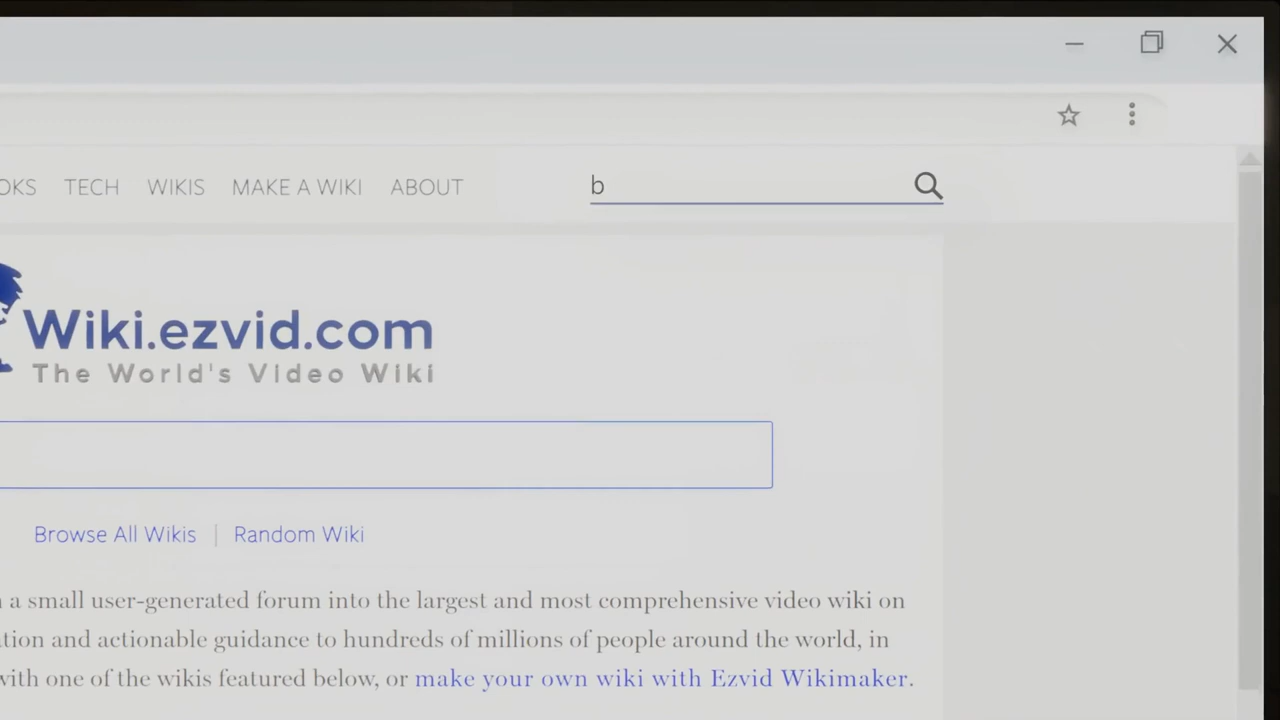 TECH WIKIS MAKE A WIKI ABOUT b
Wiki.ezvid.com
The World's Video Wiki
Browse All Wikis | Random Wiki
a small user-generated forum into the largest and most comprehensive video wiki on
and actionable guidance to hundreds of millions of people around the world, in
with one of the wikis featured below, or make your own wiki with Ezvid Wikimaker.